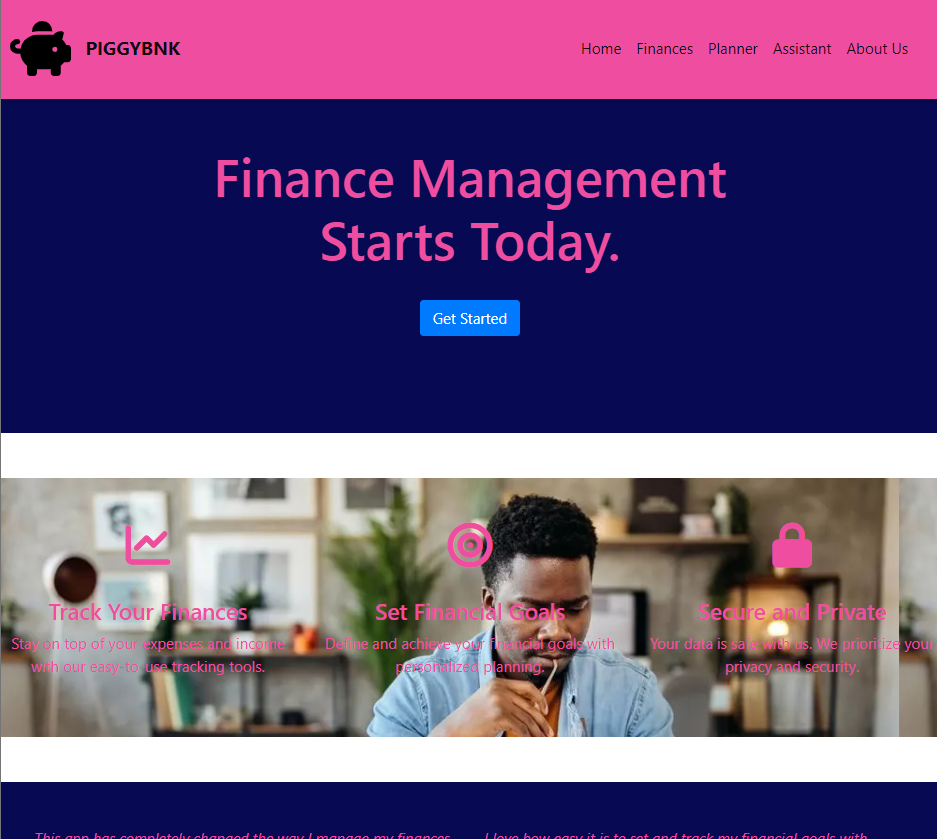 PIGGYBNK
Home Finances Planner Assistant About Us
Finance Management
Starts Today.
Get Started
Track Your Finances
Stay on top of your expenses and income
with our easy-to-use tracking tools.
Set Financial Goals
Define and achieve your financial goals with
personalized planning.
Secure and Private
Your data is safe with us. We prioritize your
privacy and security.
This app has completely changed the way I manage my finances
I love how easy it is to set and track my financial goals with